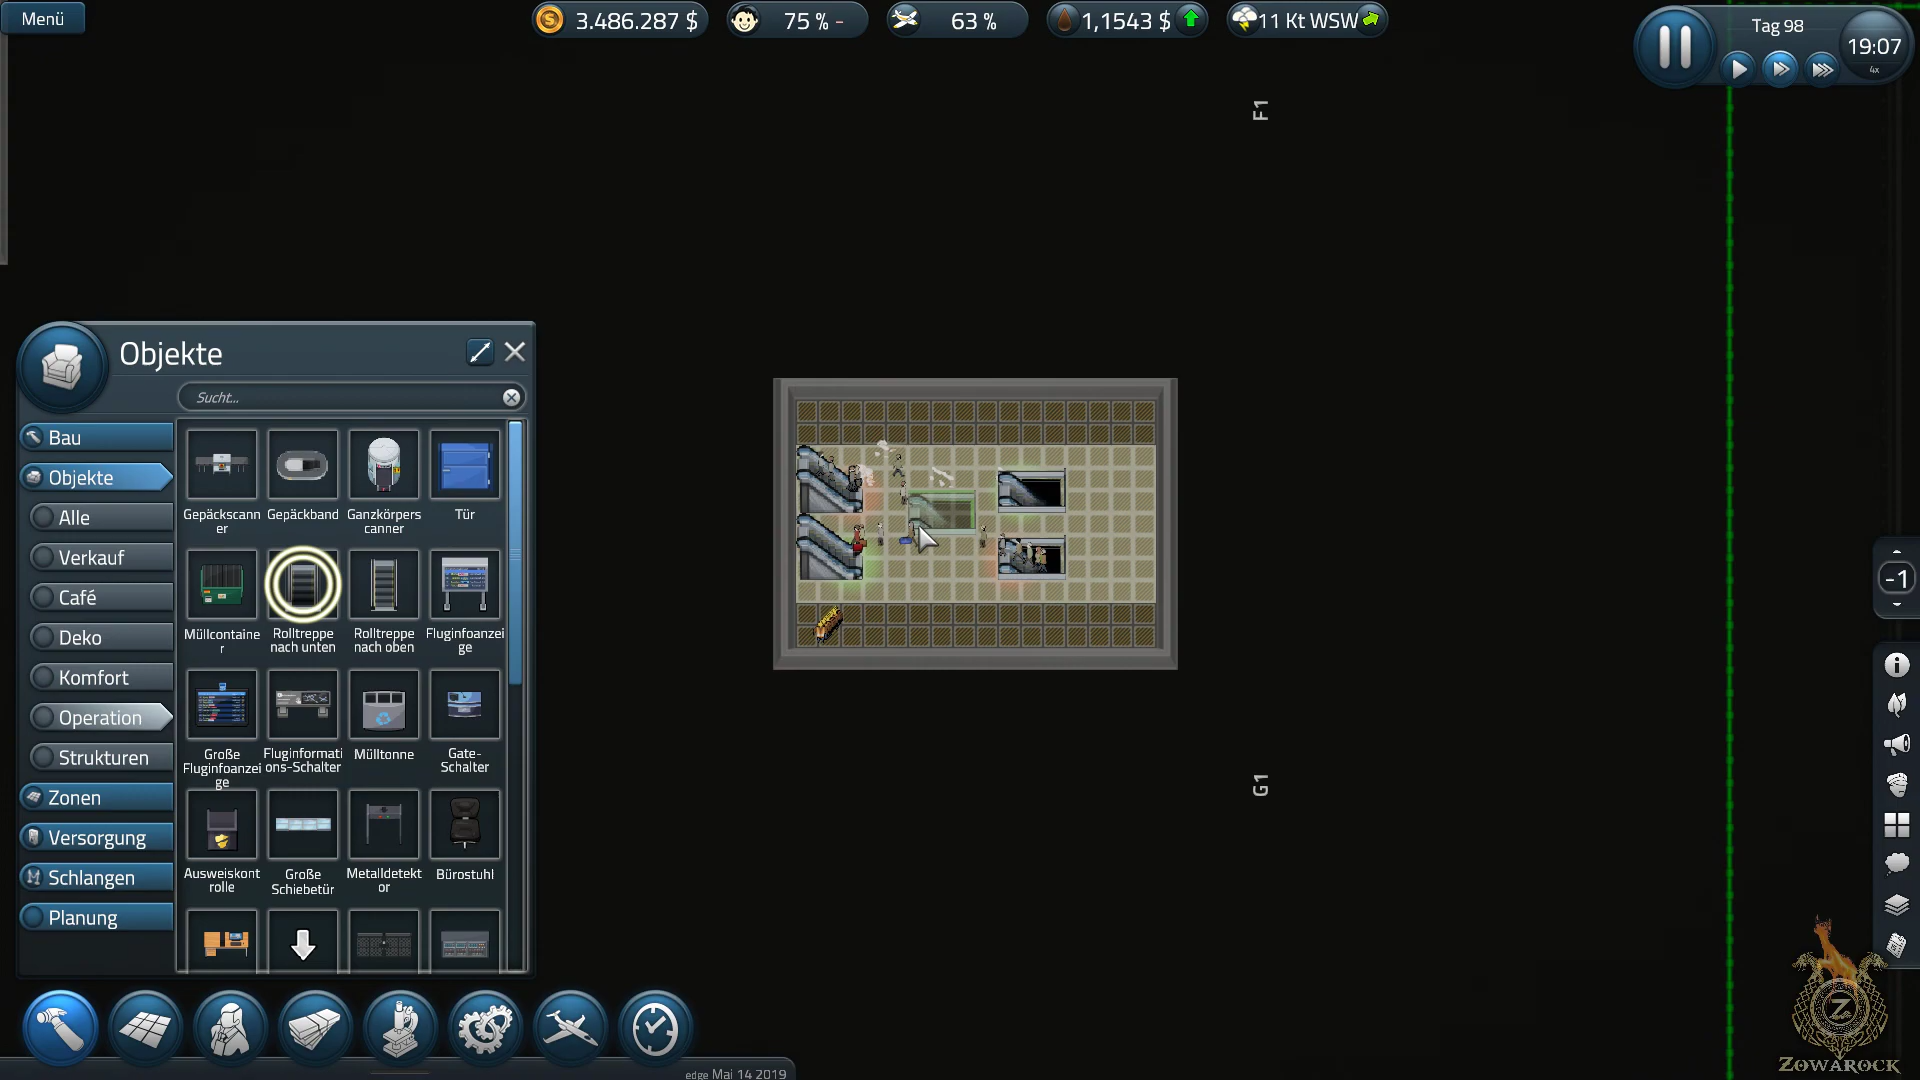 Menü
3.486.287 $
75 % -
63 %
1,1543 $
11 Kt WSW
Tag 98
19:07
4x
F1
Objekte
Sucht...
Bau
Objekte
Alle
Verkauf
Café
Deko
Komfort
Operation
Strukturen
Zonen
Versorgung
Schlangen
Planung
Gepäckscann
er
Gepäckband
Ganzkörpers
canner
Tür
Müllcontaine
r
Rolltreppe
nach unten
Rolltreppe
nach oben
Fluginfoanzei
ge
Große
Fluginfoanzei
ge
Fluginformati
ons-Schalter
Mülltonne
Gate-
Schalter
Ausweiskont
rolle
Große
Schiebetür
Metalldetekt
or
Bürostuhl
-1
G1
edge Mai 14 2019
Z
ZOWAROCK